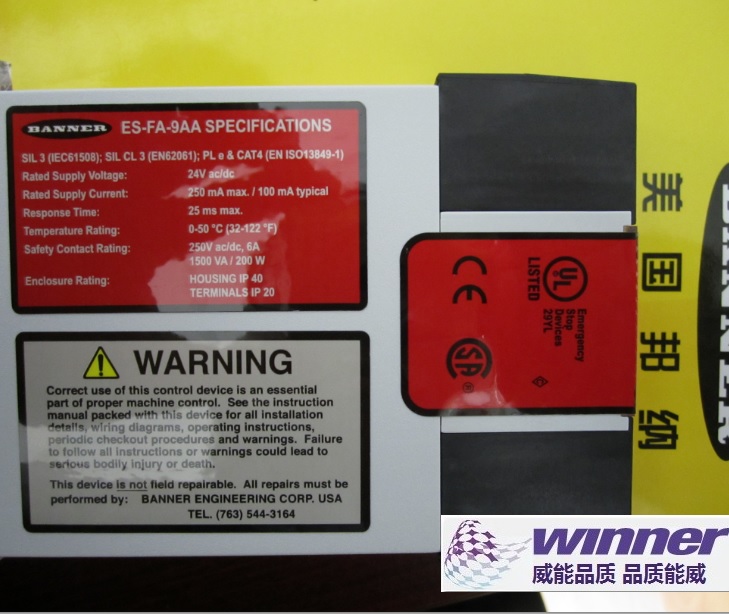 BANNER ES-FA-9AA SPECIFICATIONS
SIL 3 (IEC61508); SIL CL 3 (EN62061); PL e & CAT4 (EN ISO13849-1)
Rated Supply Voltage: 24V ac/dc
Rated Supply Current: 250 mA max. / 100 mA typical
Response Time: 25 ms max.
Temperature Rating: 0-50 °C (32-122 °F)
Safety Contact Rating: 250V ac/dc, 6A
1500 VA / 200 W
Enclosure Rating: HOUSING IP 40
TERMINALS IP 20
WARNING
Correct use of this control device is an essential
part of proper machine control. See the instruction
manual packed with this device for all installation
details, wiring diagrams, operating instructions,
periodic checkout procedures and warnings. Failure
to follow all instructions or warnings could lead to
serious bodily injury or death.
This device is not field repairable. All repairs must be
performed by: BANNER ENGINEERING CORP. USA
TEL. (763) 544-3164
CE
SA
UL
LISTED
Emergency
Stop
Devices
29YL
美国邦纳
BANNER
winner
威能品质 品质能威